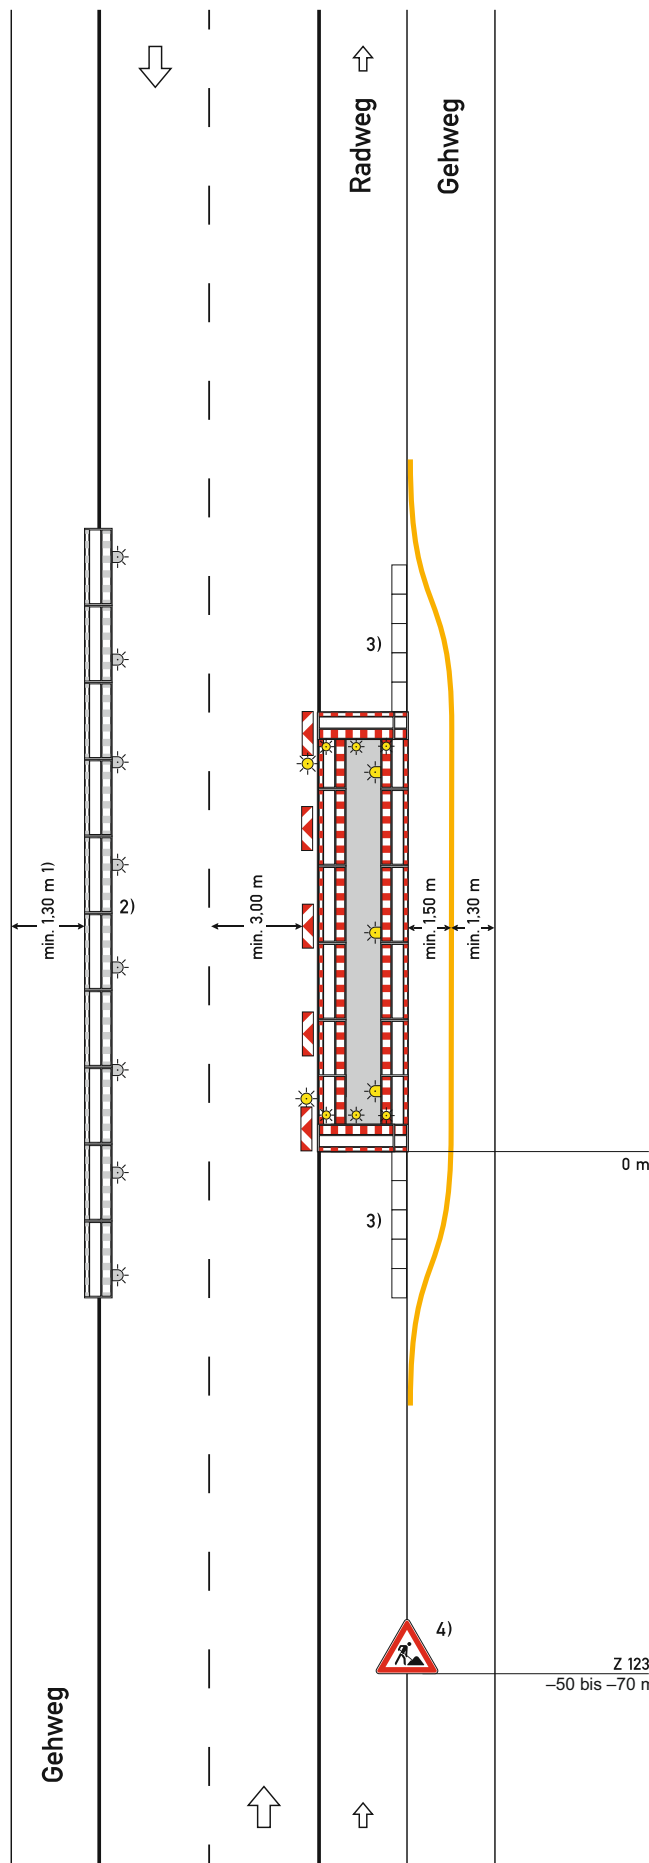 Radweg
Gehweg
3)
min. 1,30 m 1)
2)
min. 3,00 m
min. 1,50 m
min. 1,30 m
0 m
3)
4)
Z 123
–50 bis –70 m
Gehweg